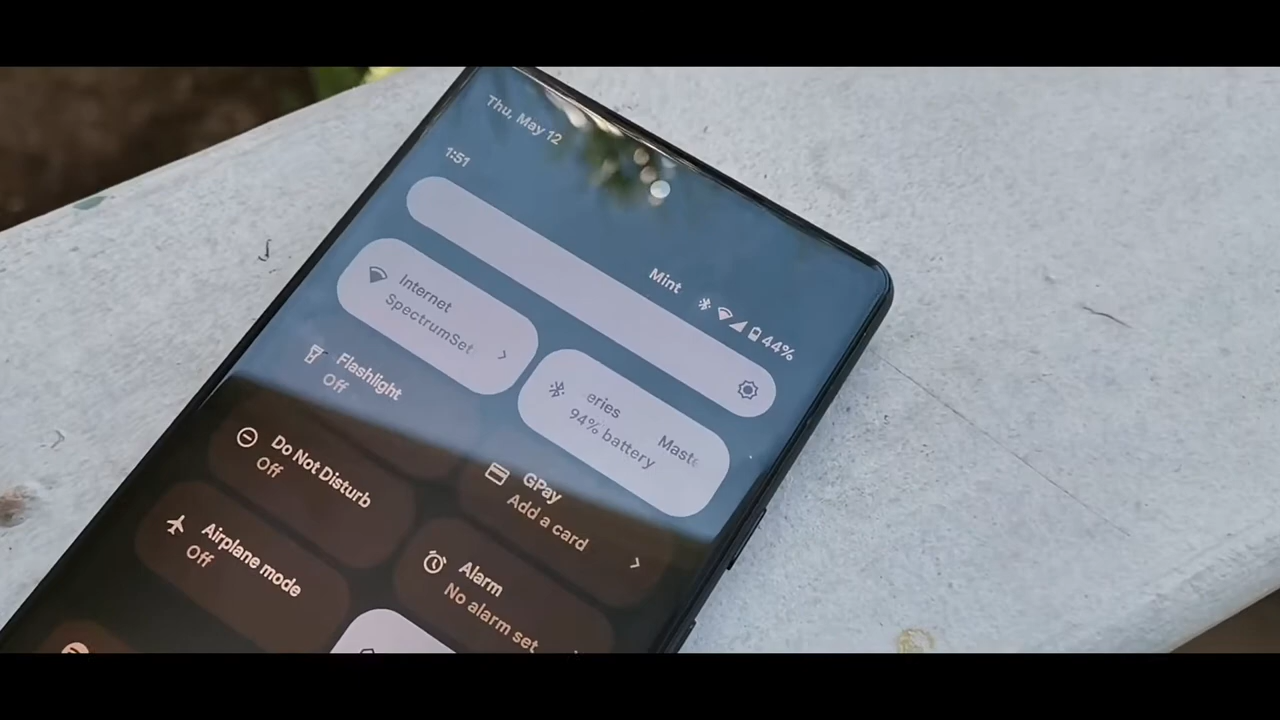 Thu, May 12
1:51
Mint
44%
Internet
SpectrumSet
eries Maste
94% battery
Flashlight
Off
Do Not Disturb
Off
GPay
Add a card
Airplane mode
Off
Alarm
No alarm set